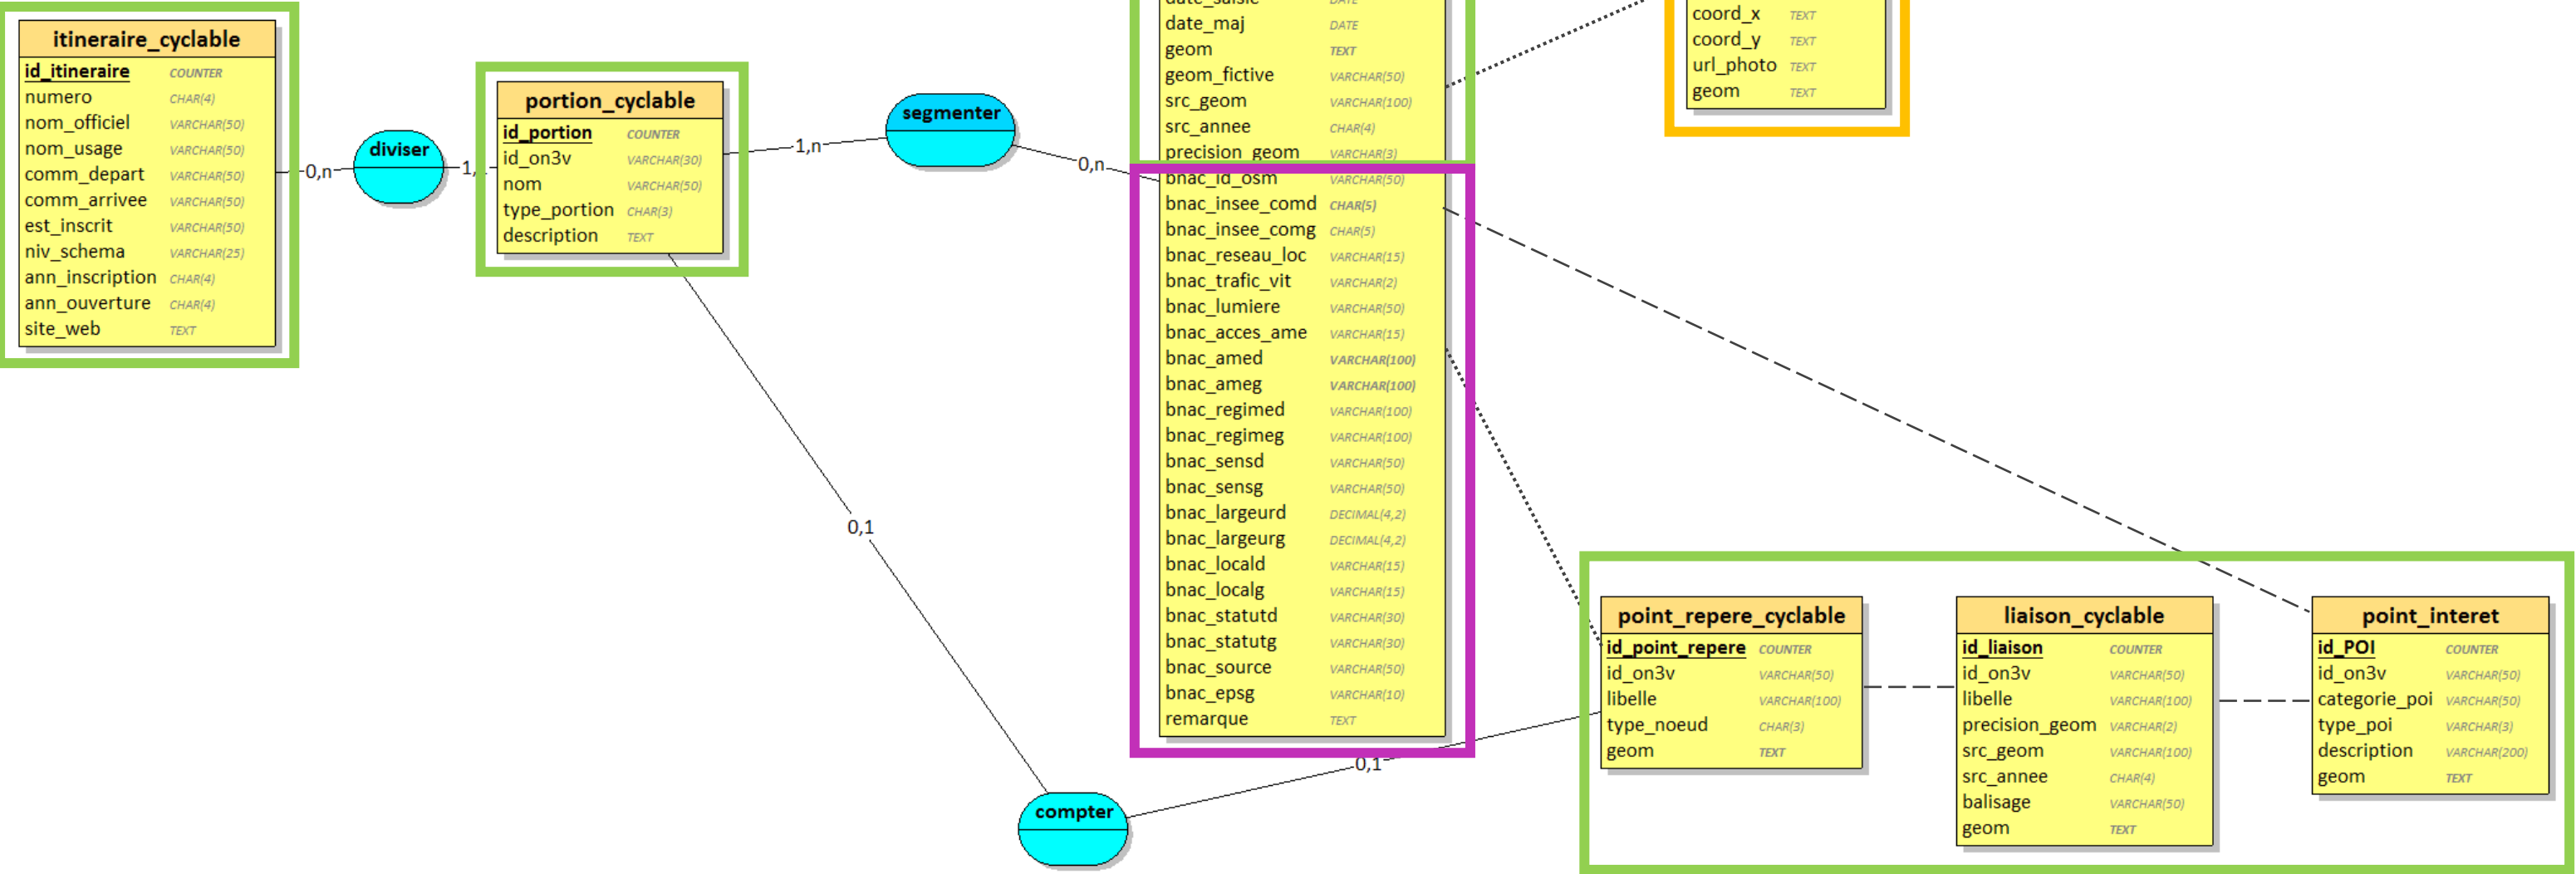 itineraire_cyclable
id_itineraire COUNTER
numero CHAR(4)
nom_officiel VARCHAR(50)
nom_usage VARCHAR(50)
comm_depart VARCHAR(50)
comm_arrivee VARCHAR(50)
est_inscrit VARCHAR(50)
niv_schema VARCHAR(25)
ann_inscription CHAR(4)
ann_ouverture CHAR(4)
site_web TEXT
0,n
diviser
1,
portion_cyclable
id_portion COUNTER
id_on3v VARCHAR(30)
nom VARCHAR(50)
type_portion CHAR(3)
description TEXT
1,n
segmenter
0,n
date_saisie DATE
date_maj DATE
geom TEXT
geom_fictive VARCHAR(50)
src_geom VARCHAR(100)
src_annee CHAR(4)
precision_geom VARCHAR(3)
bnac_id_osm VARCHAR(50)
bnac_insee_comd CHAR(5)
bnac_insee_comg CHAR(5)
bnac_reseau_loc VARCHAR(15)
bnac_trafic_vit VARCHAR(2)
bnac_lumiere VARCHAR(50)
bnac_acces_ame VARCHAR(15)
bnac_amed VARCHAR(100)
bnac_ameg VARCHAR(100)
bnac_regimed VARCHAR(100)
bnac_regimeg VARCHAR(100)
bnac_sensd VARCHAR(50)
bnac_sensg VARCHAR(50)
bnac_largeurd DECIMAL(4,2)
bnac_largeurg DECIMAL(4,2)
bnac_locald VARCHAR(15)
bnac_localg VARCHAR(15)
bnac_statutd VARCHAR(30)
bnac_statutg VARCHAR(30)
bnac_source VARCHAR(50)
bnac_epsg VARCHAR(10)
remarque TEXT
coord_x TEXT
coord_y TEXT
url_photo TEXT
geom TEXT
0,1
compter
0,1
point_repere_cyclable
id_point_repere COUNTER
id_on3v VARCHAR(50)
libelle VARCHAR(100)
type_noeud CHAR(3)
geom TEXT
liaison_cyclable
id_liaison COUNTER
id_on3v VARCHAR(50)
libelle VARCHAR(100)
precision_geom VARCHAR(2)
src_geom VARCHAR(100)
src_annee CHAR(4)
balisage VARCHAR(50)
geom TEXT
point_interet
id_POI COUNTER
id_on3v VARCHAR(50)
categorie_poi VARCHAR(50)
type_poi VARCHAR(3)
description VARCHAR(200)
geom TEXT